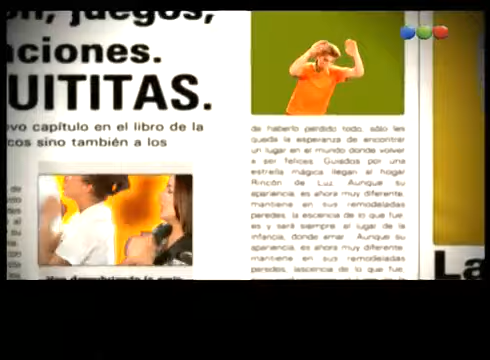 ón, juegos,
aciones.
UITITAS.
evo capítulo en el libro de la
cos sino también a los
de haberlo perdido todo, sólo les
queda la esperanza de encontrar
un lugar en el mundo donde volver
a ser felices. Guiados por una
estrella mágica llegan al hogar
Rincón de Luz. Aunque su
apariencia, es ahora muy diferente,
mantiene en sus remodeladas
paredes, la escencia de lo que fue,
es y será siempre: el lugar de la
infancia, donde amar. Aunque su
apariencia, es ahora muy diferente,
mantiene en sus remodeladas
paredes, lascencia de lo que fue,
La